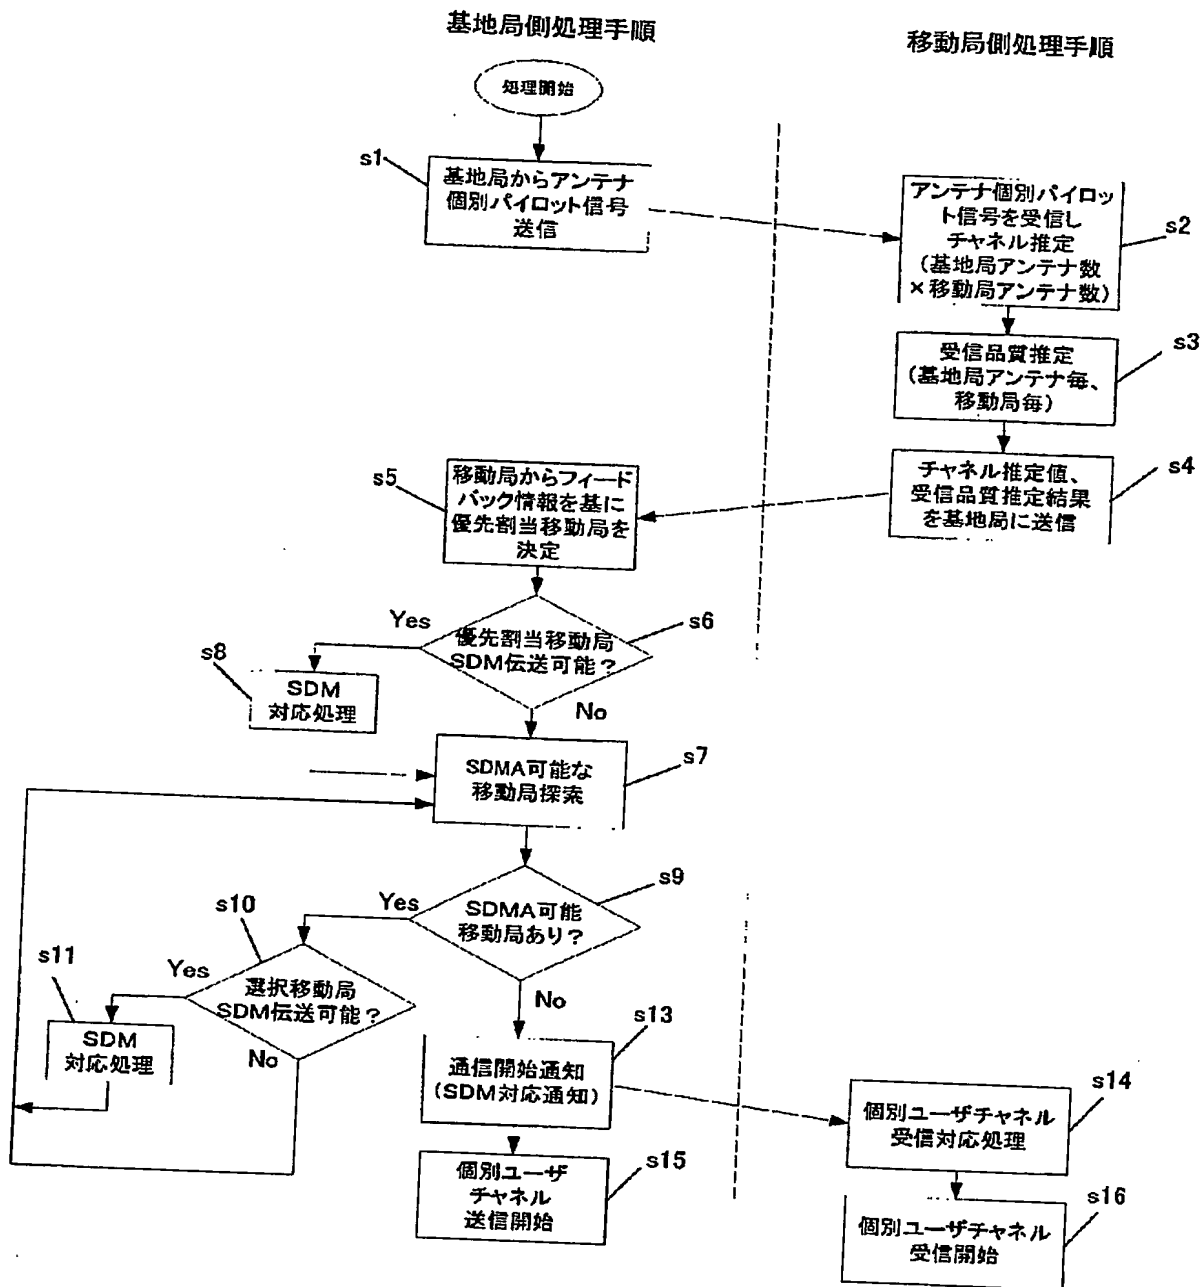 基地局側処理手順
移動局側処理手順
処理開始
s1
基地局からアンテナ
個別パイロット信号
送信
アンテナ個別パイロッ
ト信号を受信し
チャネル推定
(基地局アンテナ数
×移動局アンテナ数)
s2
受信品質推定
(基地局アンテナ毎、
移動局毎)
s3
チャネル推定値、
受信品質推定結果
を基地局に送信
s4
s5
移動局からフィード
バック情報を基に
優先割当移動局を
決定
Yes
優先割当移動局
SDM伝送可能?
s6
s8
SDM
対応処理
No
SDMA可能な
移動局探索
s7
Yes
SDMA可能
移動局あり?
s9
s10
Yes
選択移動局
SDM伝送可能?
s11
SDM
対応処理
No
No
通信開始通知
(SDM対応通知)
s13
個別ユーザチャネル
受信対応処理
s14
個別ユーザ
チャネル
送信開始
s15
個別ユーザチャネル
受信開始
s16